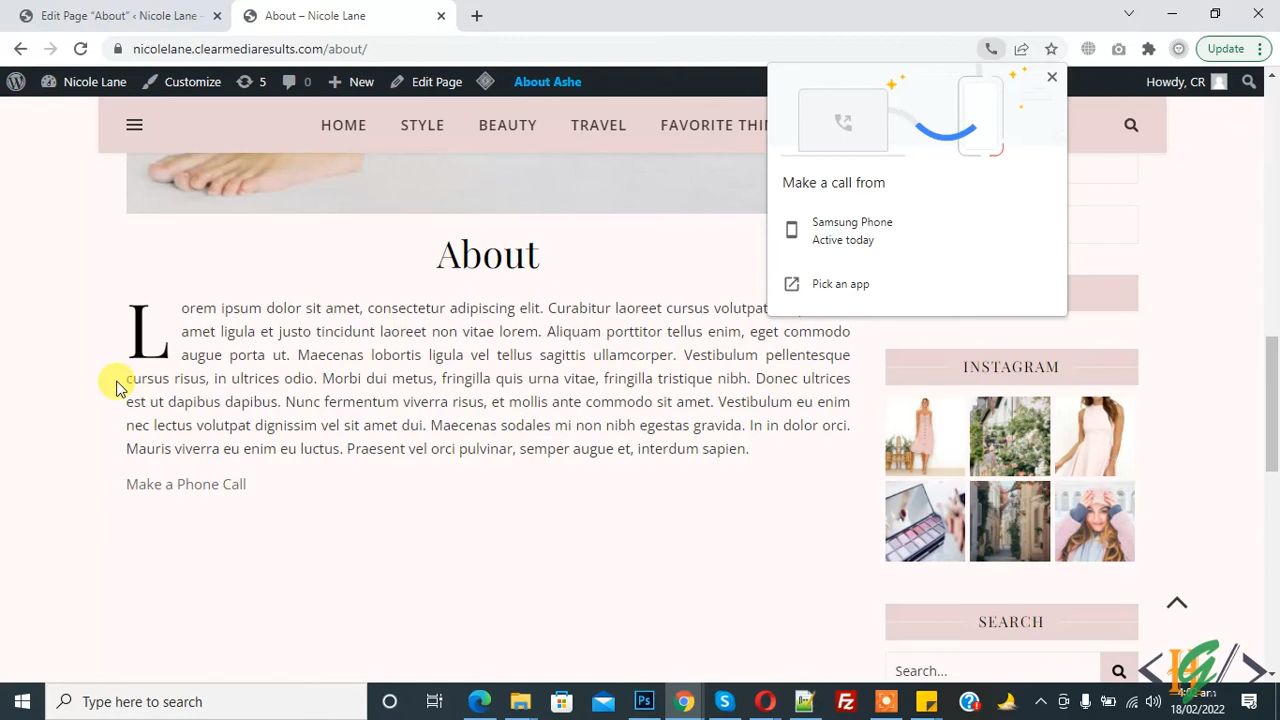 Edit Page “About” ‹ Nicole Lane
About – Nicole Lane
nicolelane.clearmediaresults.com/about/
Update
Nicole Lane
Customize
5
0
New
Edit Page
About Ashe
Howdy, CR
HOME
STYLE
BEAUTY
TRAVEL
FAVORITE THIN
Make a call from
Samsung Phone
Active today
Pick an app
About
Lorem ipsum dolor sit amet, consectetur adipiscing elit. Curabitur laoreet cursus volutpat
amet ligula et justo tincidunt laoreet non vitae lorem. Aliquam porttitor tellus enim, eget commodo
augue porta ut. Maecenas lobortis ligula vel tellus sagittis ullamcorper. Vestibulum pellentesque
cursus risus, in ultrices odio. Morbi dui metus, fringilla quis urna vitae, fringilla tristique nibh. Donec ultrices
est ut dapibus dapibus. Nunc fermentum viverra risus, et mollis ante commodo sit amet. Vestibulum eu enim
nec lectus volutpat dignissim vel sit amet dui. Maecenas sodales mi non nibh egestas gravida. In in dolor orci.
Mauris viverra eu enim eu luctus. Praesent vel orci pulvinar, semper augue et, interdum sapien.
Make a Phone Call
INSTAGRAM
SEARCH
Search...
Type here to search
18/02/2022